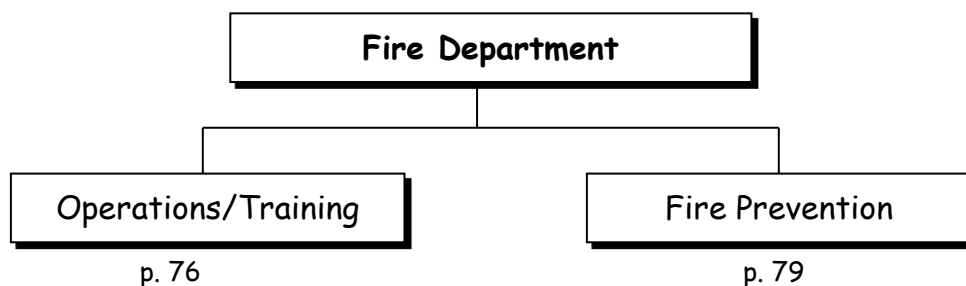 Fire Department
Operations/Training
Fire Prevention
p. 76
p. 79